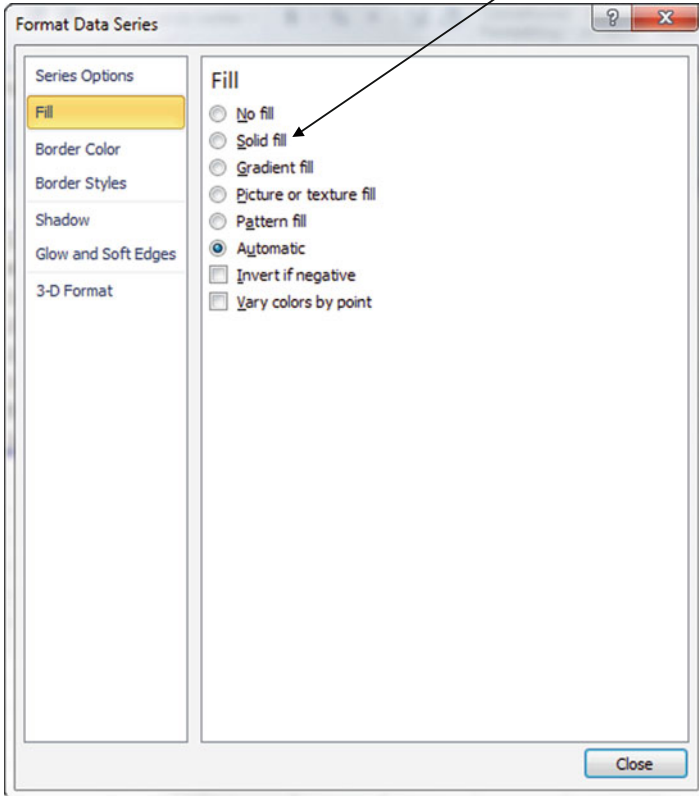 Format Data Series
?
X
Series Options
Fill
Border Color
Border Styles
Shadow
Glow and Soft Edges
3-D Format
Fill
No fill
Solid fill
Gradient fill
Picture or texture fill
Pattern fill
Automatic
Invert if negative
Vary colors by point
Close